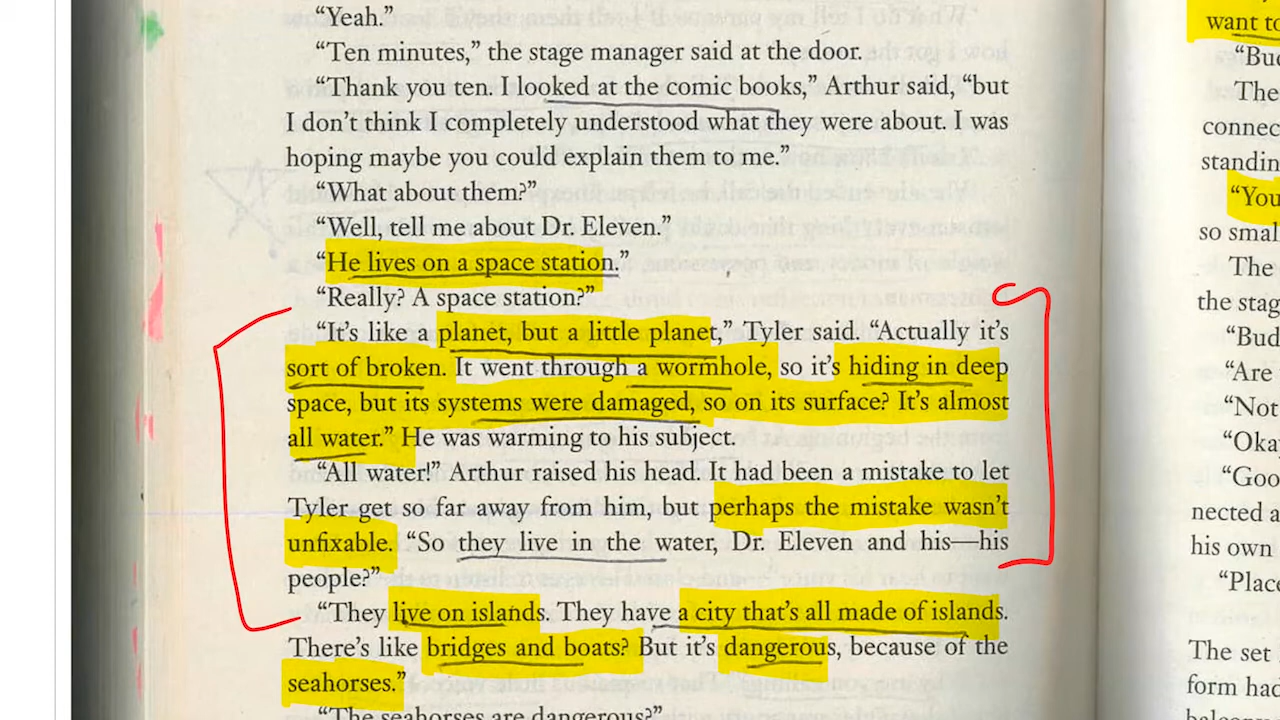 “Yeah.”
“Ten minutes,” the stage manager said at the door.
“Thank you ten. I looked at the comic books,” Arthur said, “but
I don’t think I completely understood what they were about. I was
hoping maybe you could explain them to me.”
“What about them?”
“Well, tell me about Dr. Eleven.”
“He lives on a space station.”
“Really? A space station?”
“It’s like a planet, but a little planet,” Tyler said. “Actually it’s
sort of broken. It went through a wormhole, so it’s hiding in deep
space, but its systems were damaged, so on its surface? It’s almost
all water.” He was warming to his subject.
“All water!” Arthur raised his head. It had been a mistake to let
Tyler get so far away from him, but perhaps the mistake wasn’t
unfixable. “So they live in the water, Dr. Eleven and his—his
people?”
“They live on islands. They have a city that’s all made of islands.
There’s like bridges and boats? But it’s dangerous, because of the
seahorses.”
“The seahorses are dangerous?”
want to
“Bud
The
connec
standin
“You
so smal
The
the stag
“Bud
“Are
“Not
“Oka
“Goo
nected a
his own
“Place
The set
form had